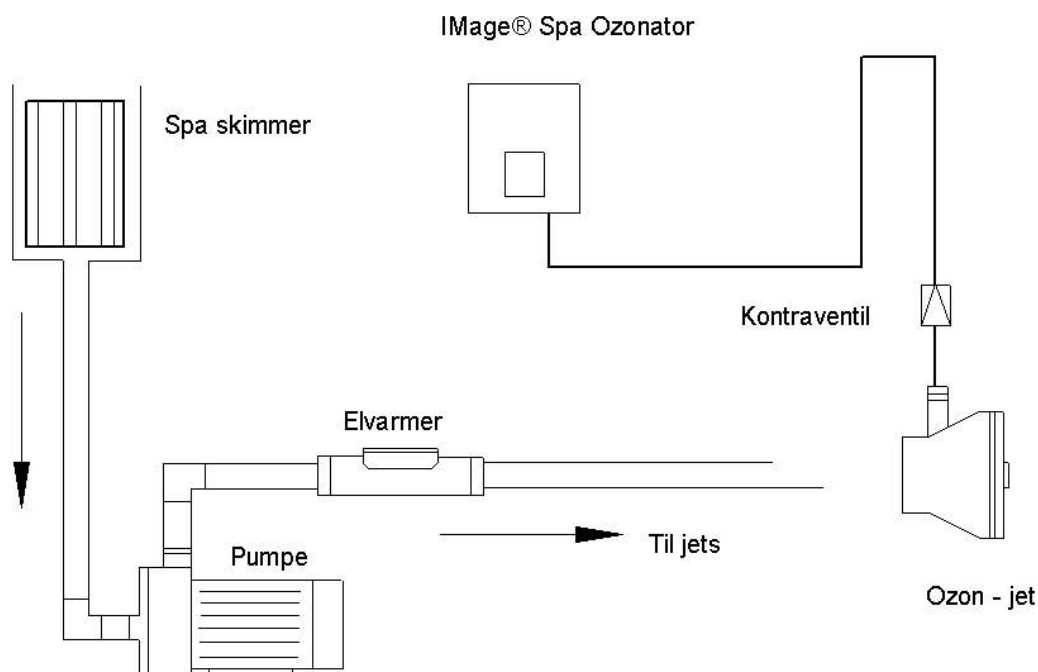 IMage® Spa Ozonator
Spa skimmer
Kontraventil
Elvarmer
Til jets
Pumpe
Ozon - jet